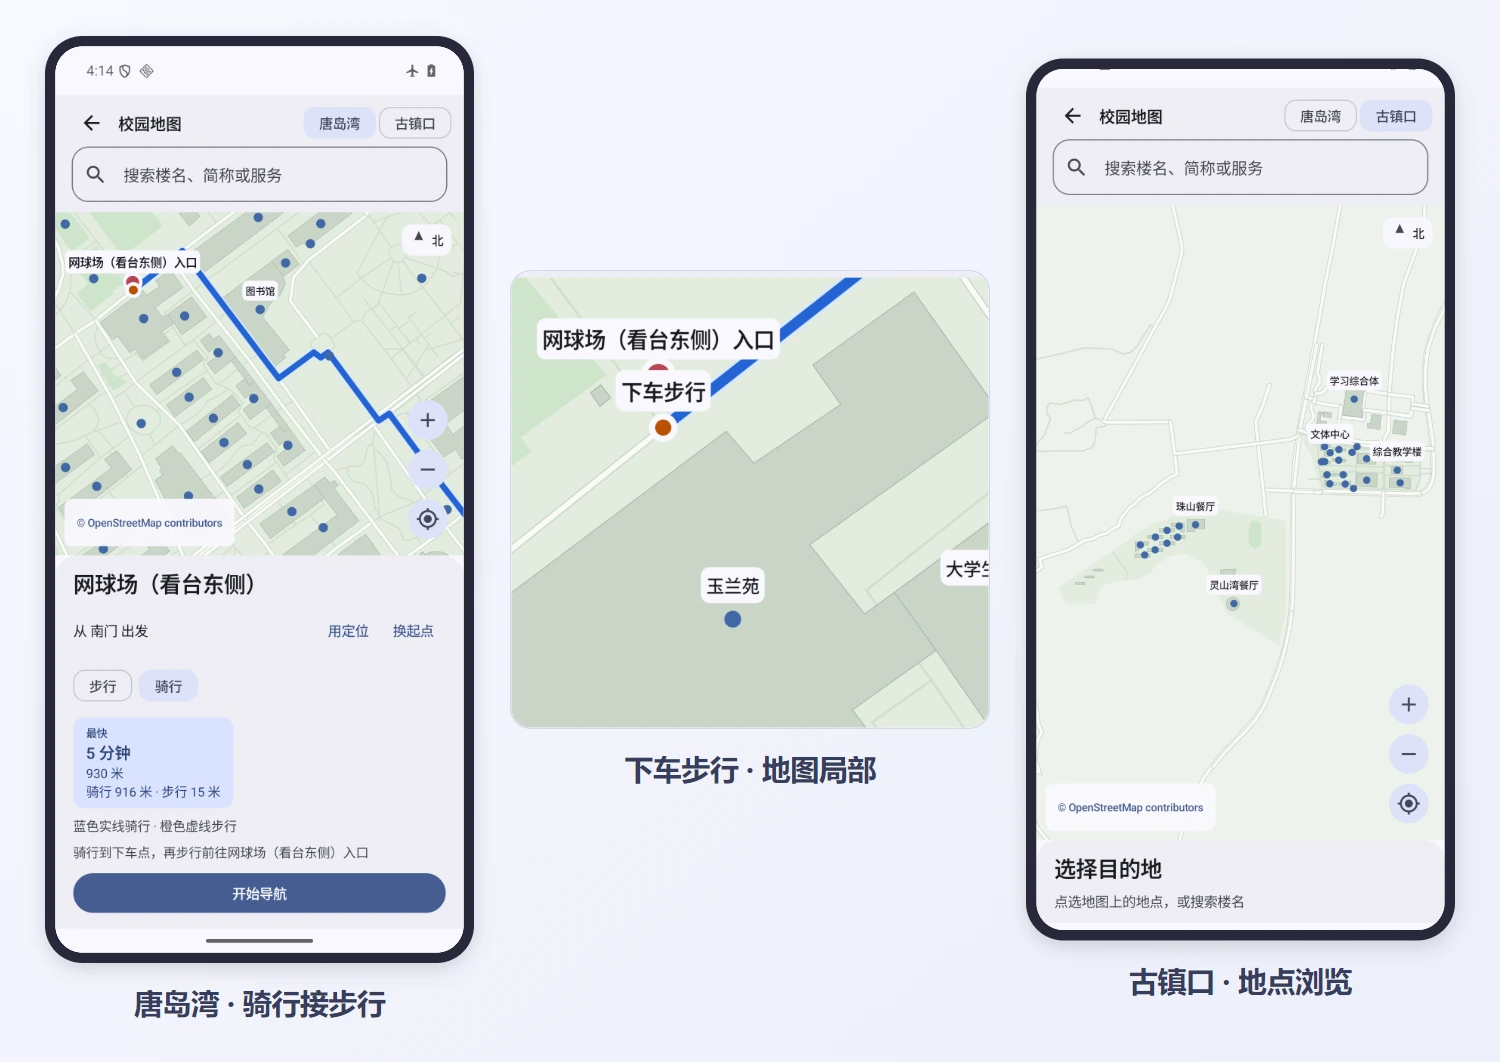 4:14
校园地图
唐岛湾
古镇口
搜索楼名、简称或服务
北
网球场（看台东侧）入口
图书馆
+
−
© OpenStreetMap contributors
网球场（看台东侧）
从 南门 出发
用定位
换起点
步行
骑行
最快
5 分钟
930 米
骑行 916 米 · 步行 15 米
蓝色实线骑行 · 橙色虚线步行
骑行到下车点，再步行前往网球场（看台东侧）入口
开始导航
唐岛湾 · 骑行接步行
网球场（看台东侧）入口
下车步行
玉兰苑
大学生
下车步行 · 地图局部
校园地图
唐岛湾
古镇口
搜索楼名、简称或服务
北
学习综合体
文体中心
综合教学楼
珠山餐厅
灵山湾餐厅
+
−
© OpenStreetMap contributors
选择目的地
点选地图上的地点，或搜索楼名
古镇口 · 地点浏览